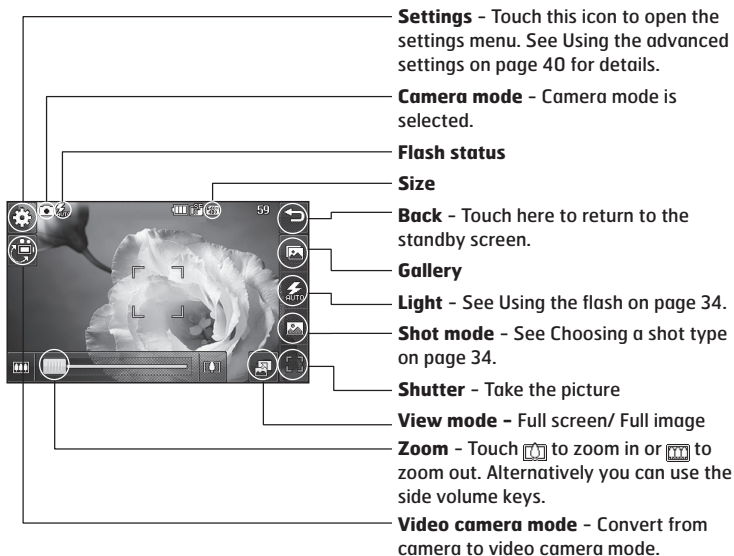 Settings – Touch this icon to open the
settings menu. See Using the advanced
settings on page 40 for details.
Camera mode – Camera mode is
selected.
Flash status
Size
Back – Touch here to return to the
standby screen.
Gallery
Light – See Using the flash on page 34.
Shot mode – See Choosing a shot type
on page 34.
Shutter – Take the picture
View mode – Full screen/ Full image
Zoom – Touch to zoom in or to
zoom out. Alternatively you can use the
side volume keys.
Video camera mode – Convert from
camera to video camera mode.
AUTO
59
AUTO